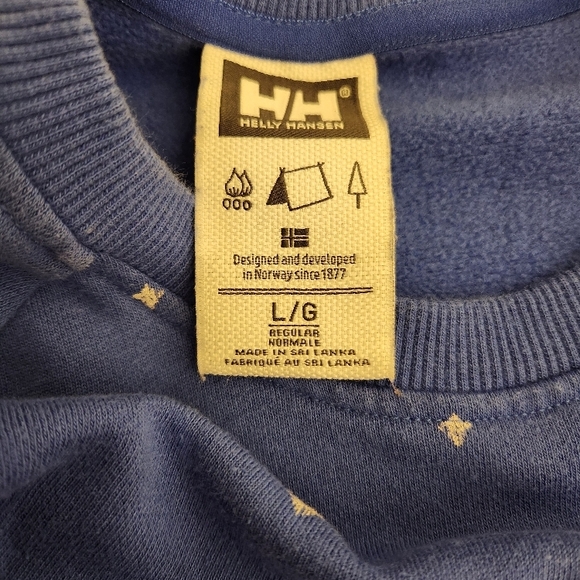 HH®
HELLY HANSEN
Designed and developed
in Norway since 1877
L/G
REGULAR
NORMALE
MADE IN SRI LANKA
FABRIQUÉ AU SRI LANKA